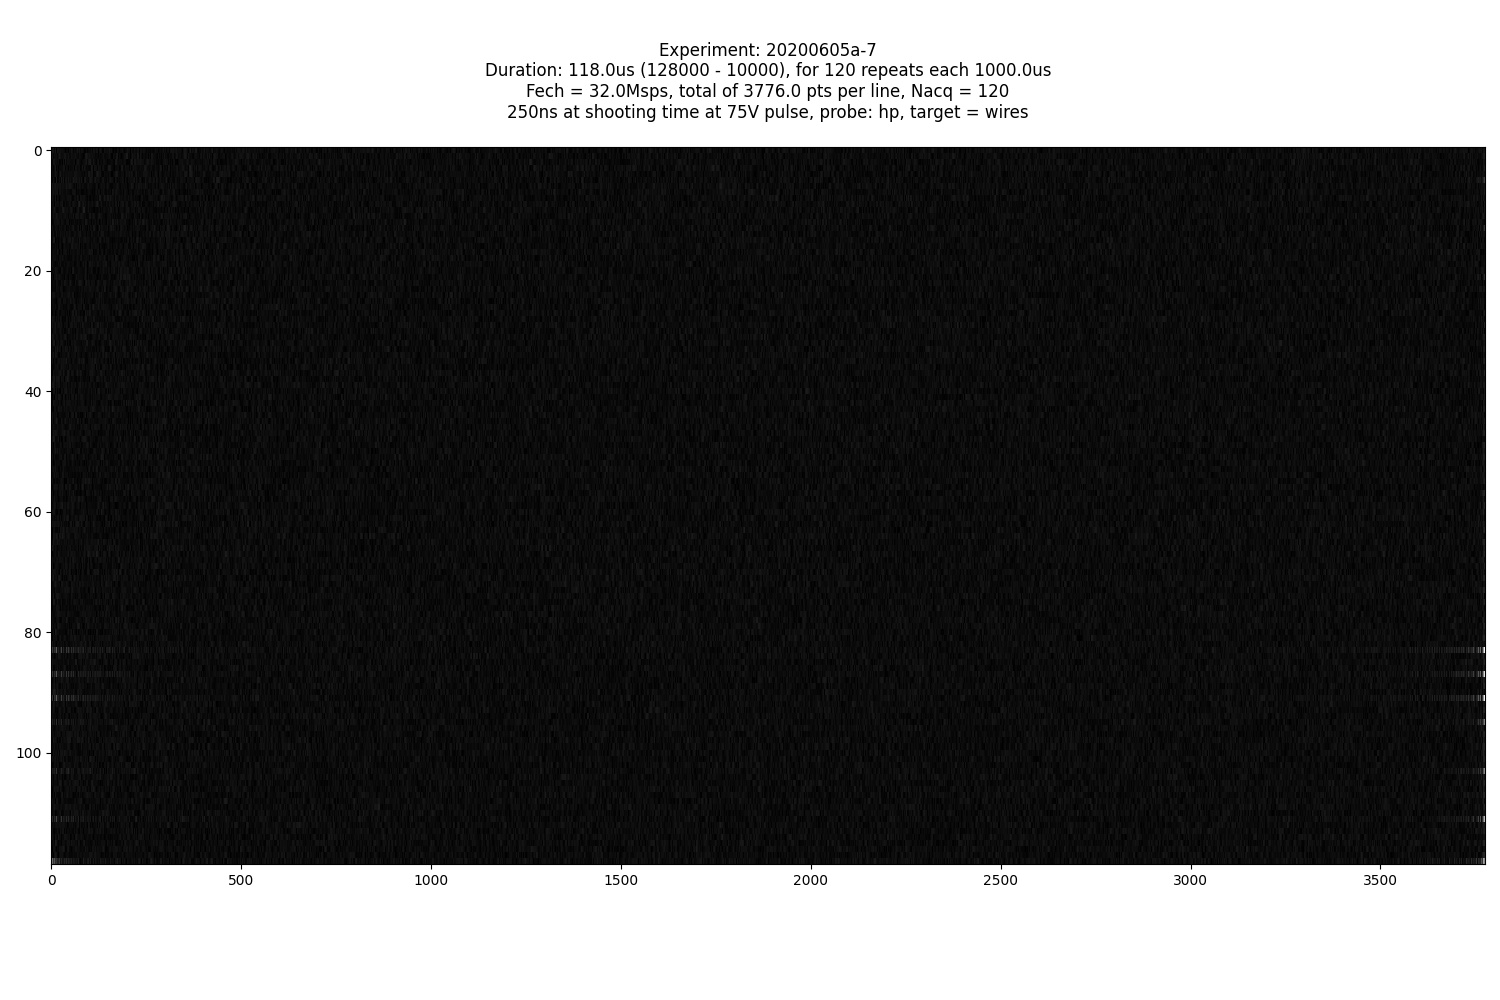 Experiment: 20200605a-7
Duration: 118.0us (128000 - 10000), for 120 repeats each 1000.0us
Fech = 32.0Msps, total of 3776.0 pts per line, Nacq = 120
250ns at shooting time at 75V pulse, probe: hp, target = wires
0
20
40
60
80
100
0 500 1000 1500 2000 2500 3000 3500